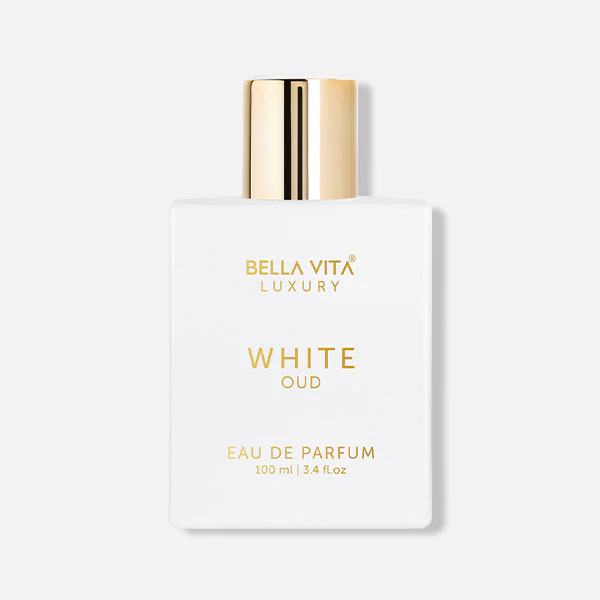 BELLA VITA®
LUXURY
WHITE
OUD
EAU DE PARFUM
100 ml | 3.4 fl.oz